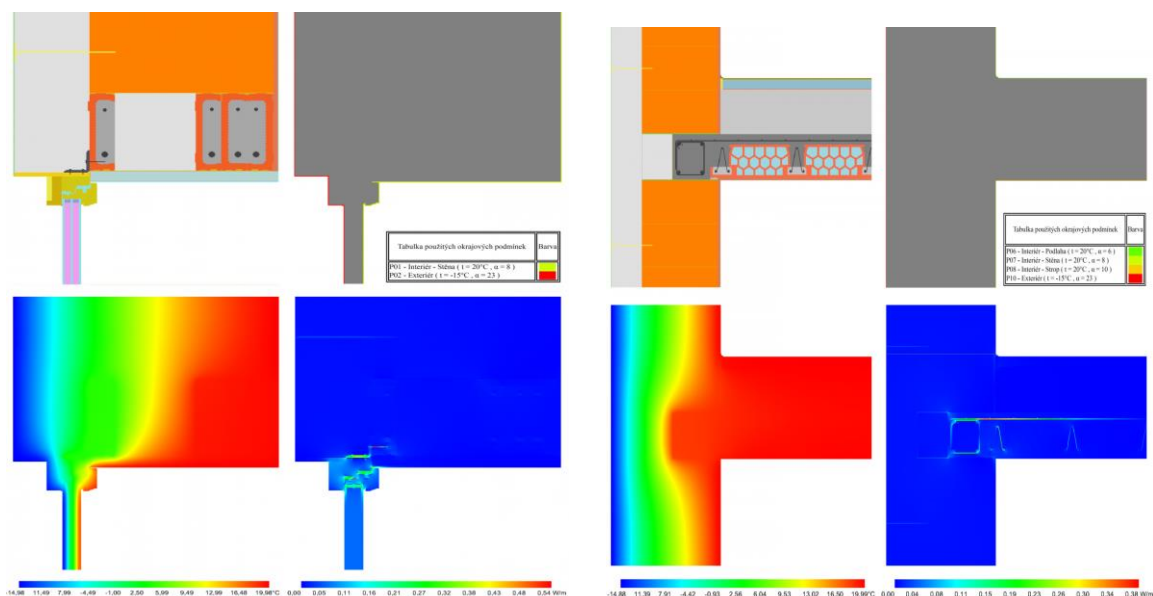 Tabulka použitých okrajových podmínek Barva
P01 - Interiér - Stěna ( t = 20°C , α = 8 )
P02 - Exteriér ( t = -15°C , α = 23 )
Tabulka použitých okrajových podmínek Barva
P06 - Interiér - Podlaha ( t = 20°C , α = 6 )
P07 - Interiér - Stěna ( t = 20°C , α = 8 )
P08 - Interiér - Strop ( t = 20°C , α = 10 )
P10 - Exteriér ( t = -15°C , α = 23 )
-14,98 11,49 7,99 -4,49 -1,00 2,50 5,99 9,49 12,98 16,48 19,98°C
0,00 0,05 0,11 0,16 0,21 0,27 0,32 0,38 0,43 0,48 0,54 W/m
-14.88 11.39 7.91 -4.42 -0.93 2.56 6.04 9.53 13.02 16.50 19.99°C
0.00 0.04 0.08 0.11 0.15 0.19 0.23 0.27 0.30 0.34 0.38 W/m